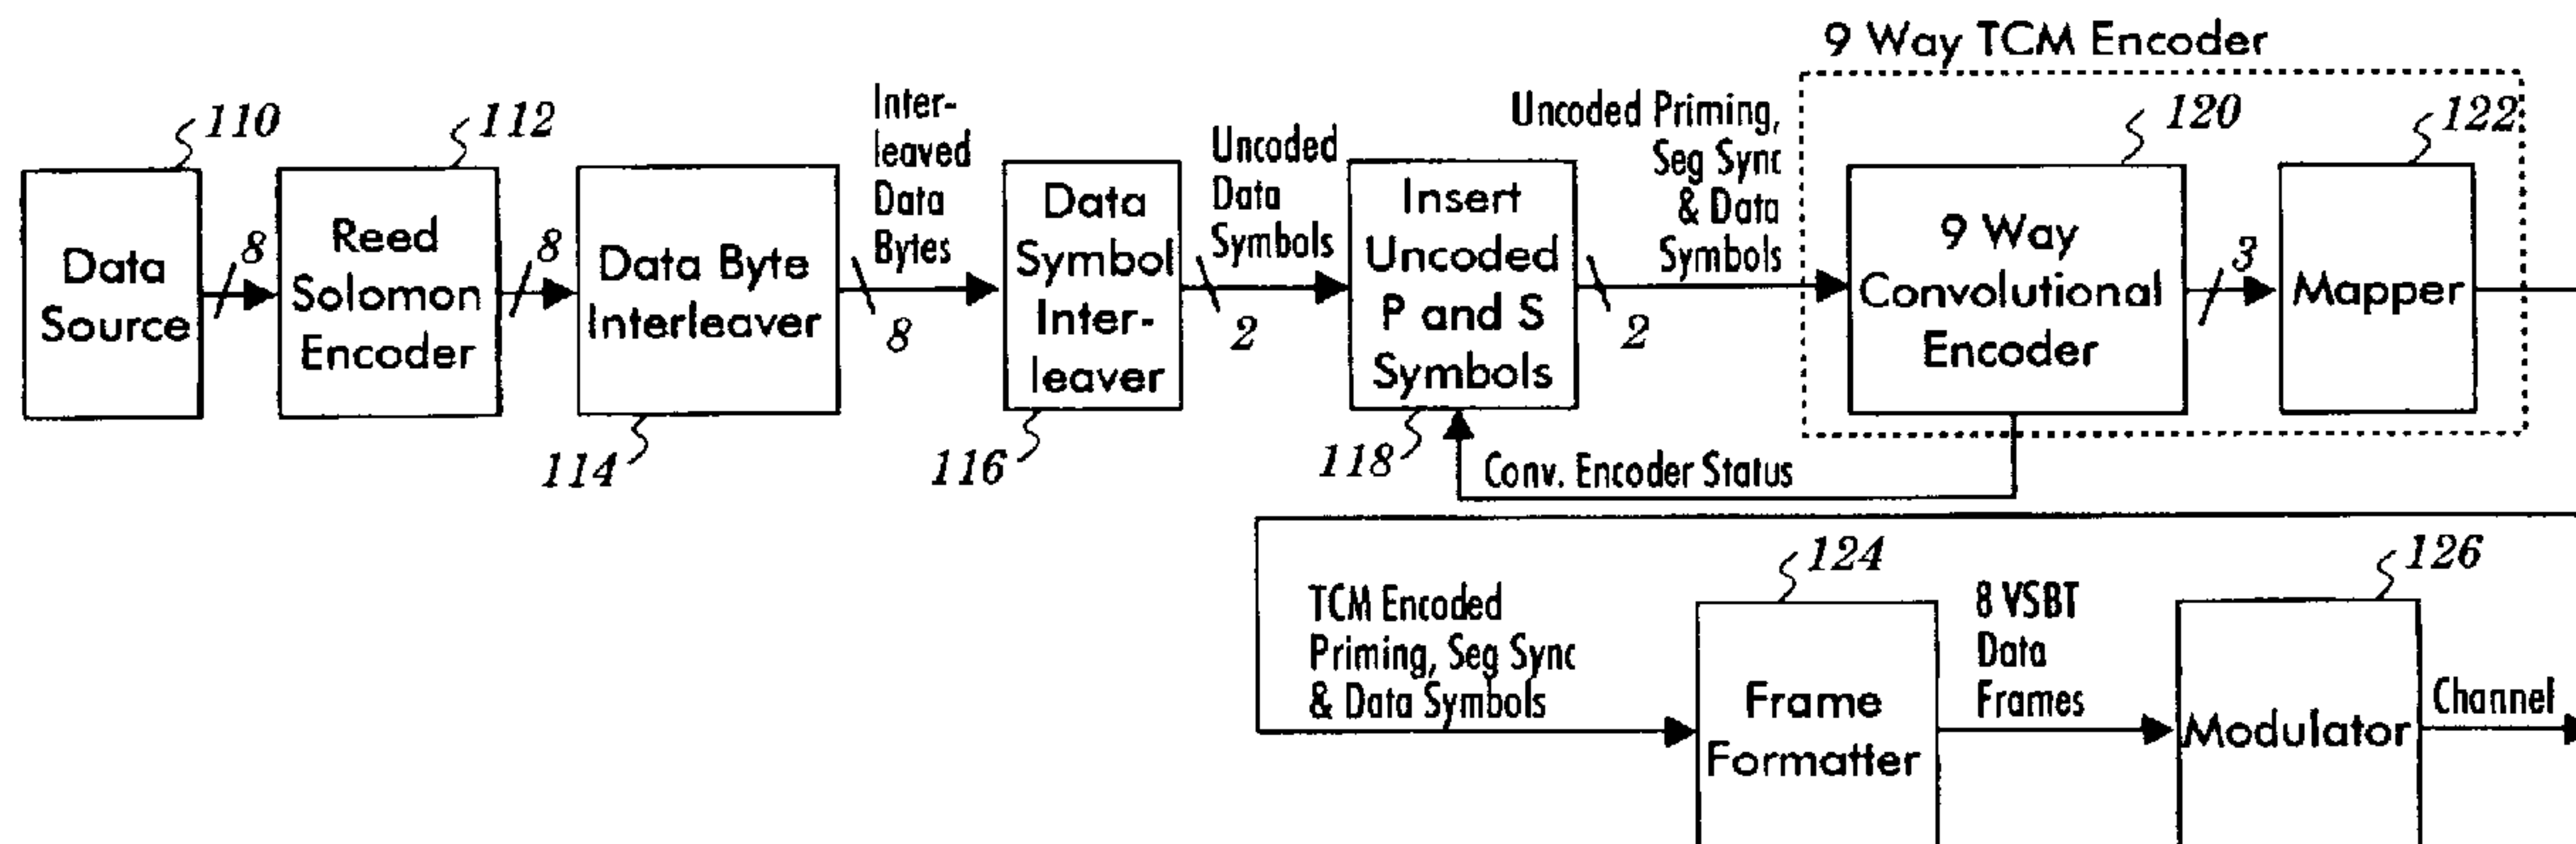 9 Way TCM Encoder
110
112
Inter-
leaved
Data
Bytes
Uncoded
Data
Symbols
Uncoded Priming,
Seg Sync
& Data
Symbols
120
122
Data
Source
8
Reed
Solomon
Encoder
8
Data Byte
Interleaver
8
Data
Symbol
Inter-
leaver
2
Insert
Uncoded
P and S
Symbols
2
9 Way
Convolutional
Encoder
3
Mapper
114
116
118
Conv. Encoder Status
124
126
TCM Encoded
Priming, Seg Sync
& Data Symbols
Frame
Formatter
8 VSBT
Data
Frames
Modulator
Channel